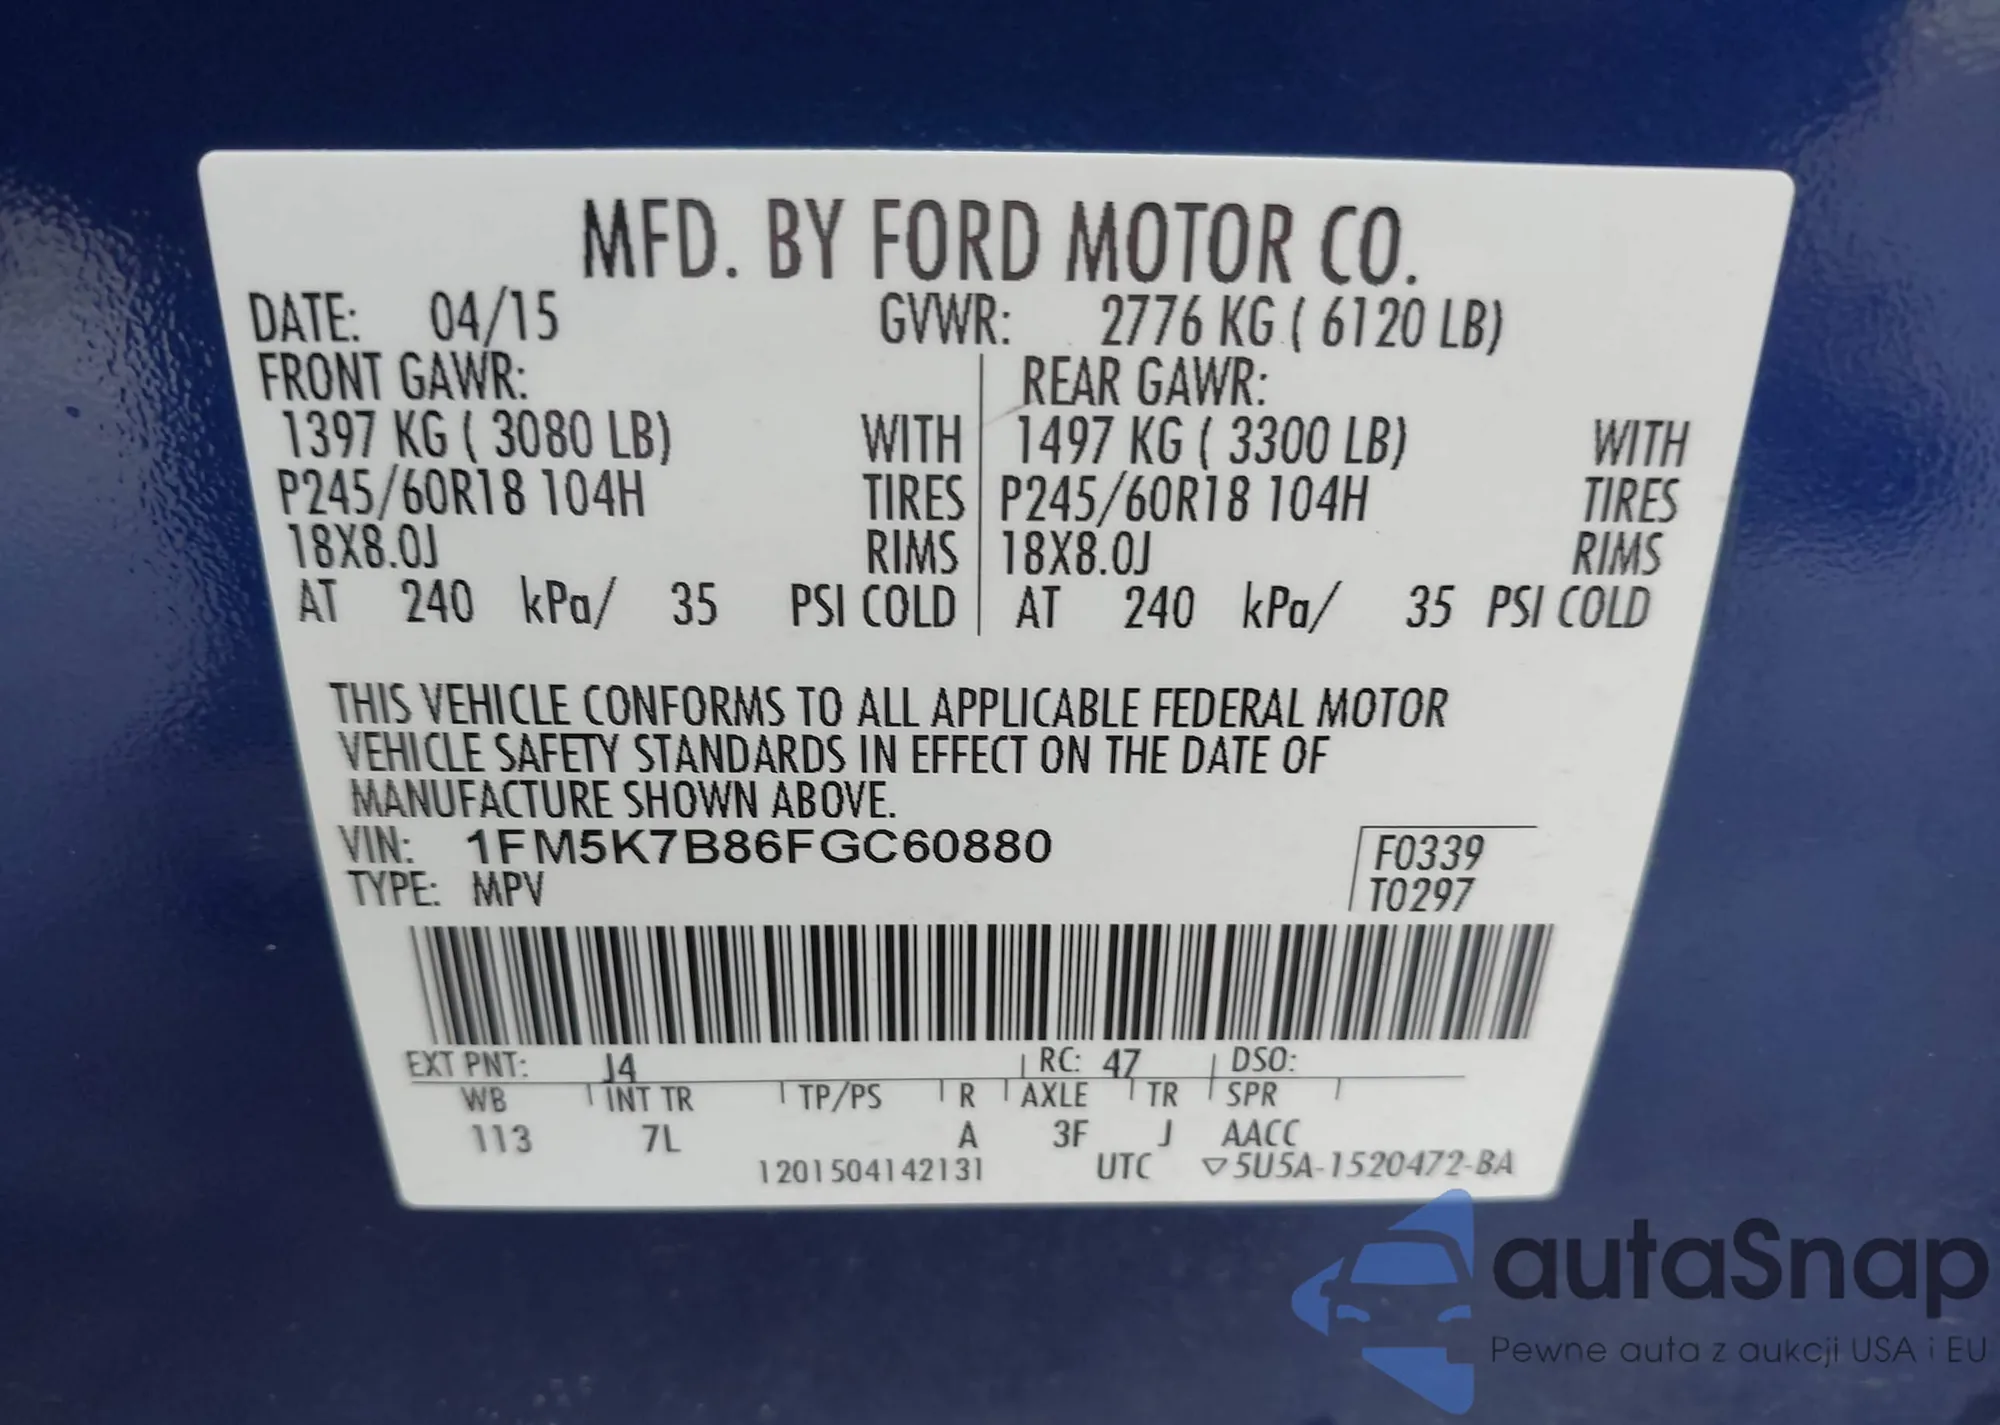 MFD. BY FORD MOTOR CO.
DATE: 04/15 GVWR: 2776 KG ( 6120 LB)
FRONT GAWR: REAR GAWR:
1397 KG ( 3080 LB) WITH 1497 KG ( 3300 LB) WITH
P245/60R18 104H TIRES P245/60R18 104H TIRES
18X8.0J RIMS 18X8.0J RIMS
AT 240 kPa/ 35 PSI COLD AT 240 kPa/ 35 PSI COLD
THIS VEHICLE CONFORMS TO ALL APPLICABLE FEDERAL MOTOR
VEHICLE SAFETY STANDARDS IN EFFECT ON THE DATE OF
MANUFACTURE SHOWN ABOVE.
VIN: 1FM5K7B86FGC60880 F0339
TYPE: MPV T0297
EXT PNT: J4 RC: 47 DSO:
WB INT TR TP/PS R AXLE TR SPR
113 7L A 3F J AACC
1201504142131 UTC ▽5U5A-1520472-BA
autaSnap
Pewne auta z aukcji USA i EU